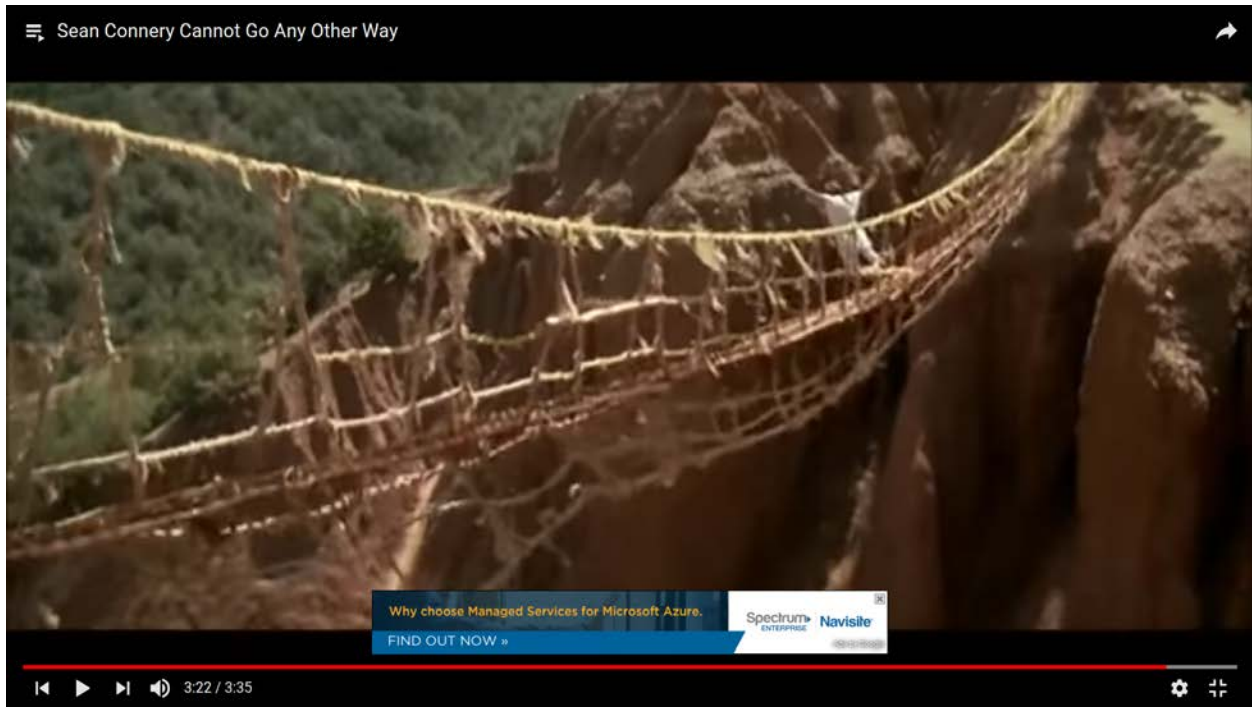 Sean Connery Cannot Go Any Other Way
Why choose Managed Services for Microsoft Azure.
FIND OUT NOW »
Spectrum
ENTERPRISE
Navisite
3:22 / 3:35